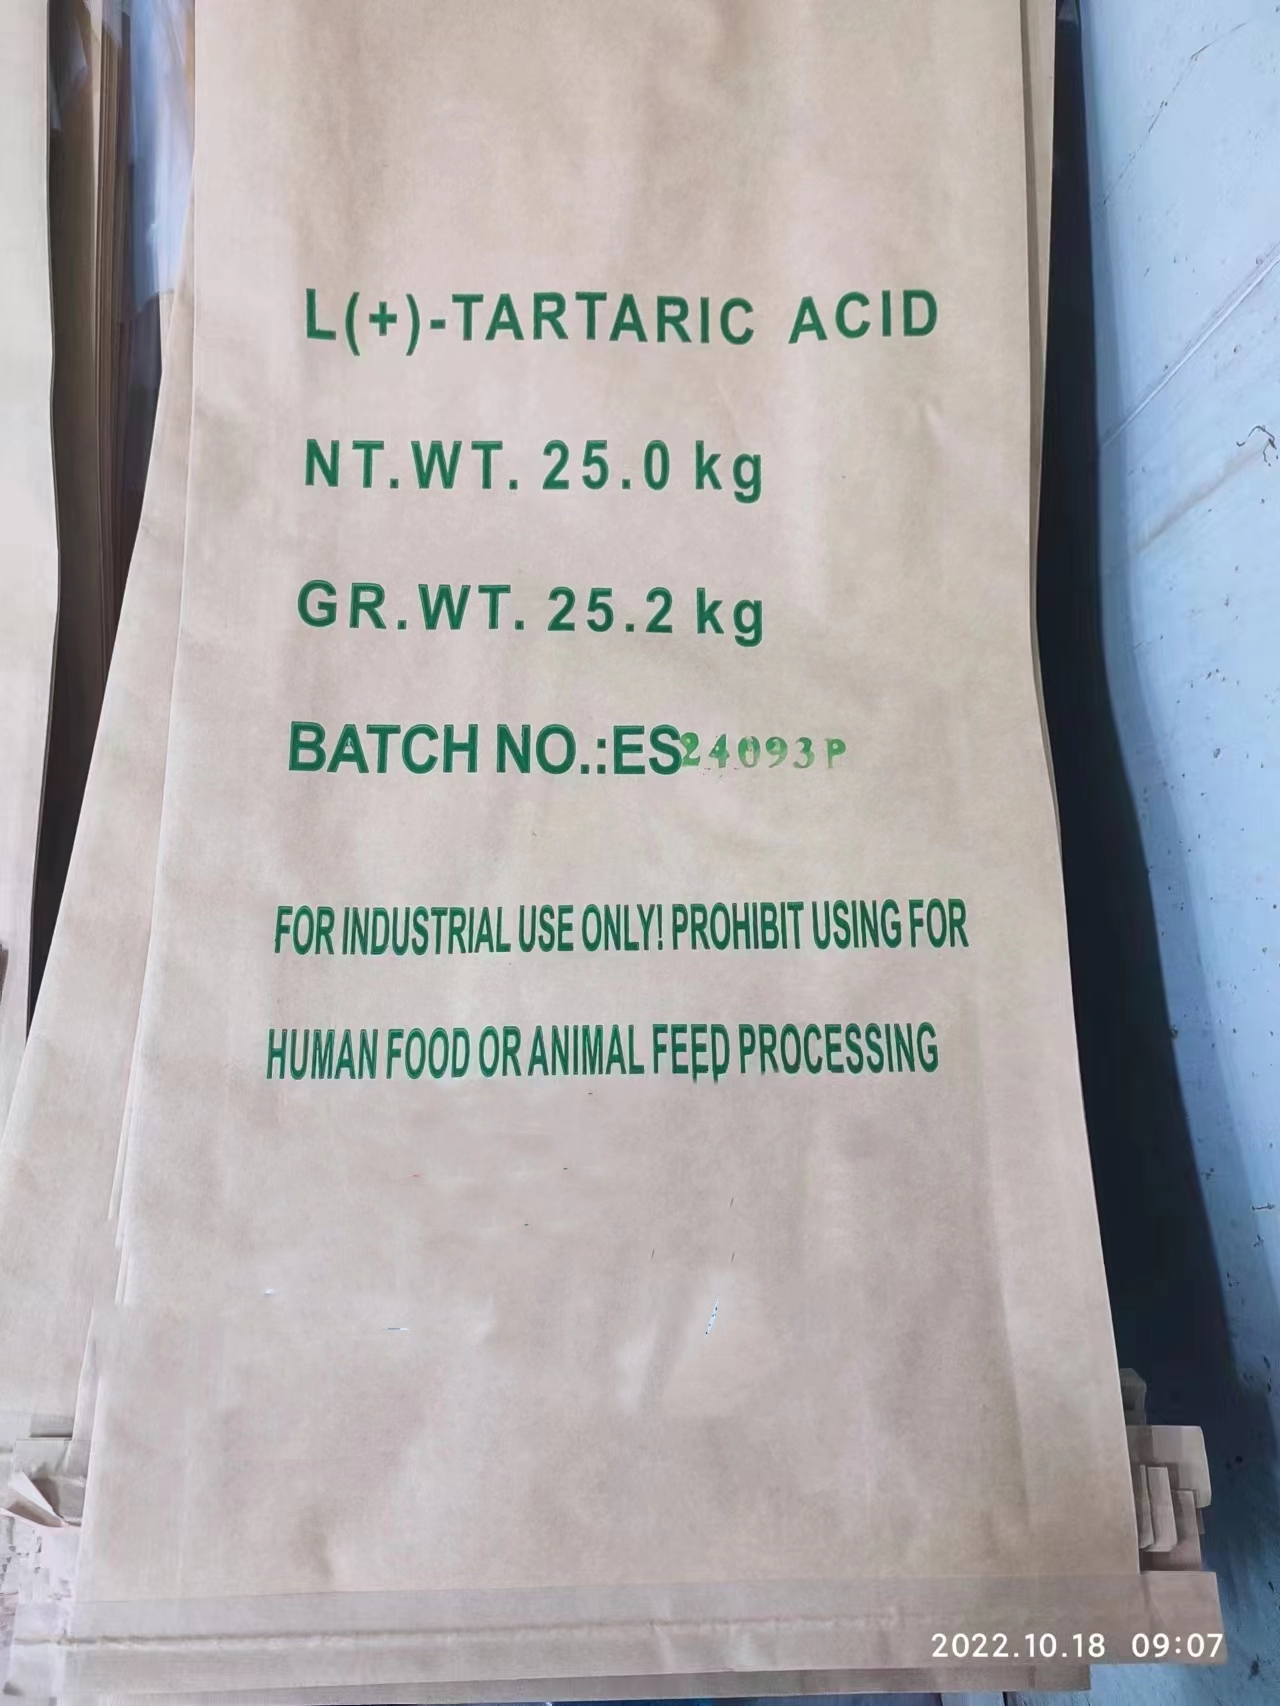 L(+)-TARTARIC ACID
NT.WT. 25.0 kg
GR.WT. 25.2 kg
BATCH NO.:ES24093P
FOR INDUSTRIAL USE ONLY! PROHIBIT USING FOR
HUMAN FOOD OR ANIMAL FEED PROCESSING
2022.10.18 09:07